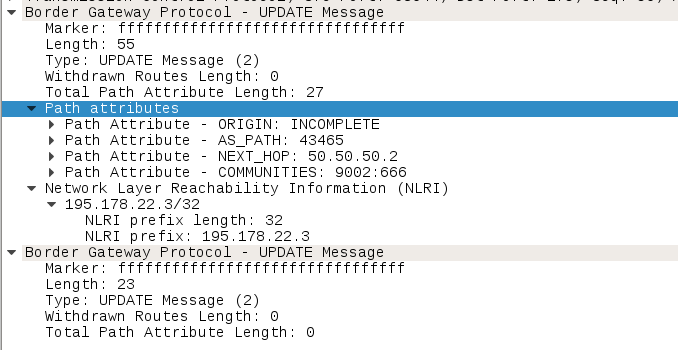 Border Gateway Protocol - UPDATE Message
Marker: ffffffffffffffffffffffffffffffff
Length: 55
Type: UPDATE Message (2)
Withdrawn Routes Length: 0
Total Path Attribute Length: 27
Path attributes
Path Attribute - ORIGIN: INCOMPLETE
Path Attribute - AS_PATH: 43465
Path Attribute - NEXT_HOP: 50.50.50.2
Path Attribute - COMMUNITIES: 9002:666
Network Layer Reachability Information (NLRI)
195.178.22.3/32
NLRI prefix length: 32
NLRI prefix: 195.178.22.3
Border Gateway Protocol - UPDATE Message
Marker: ffffffffffffffffffffffffffffffff
Length: 23
Type: UPDATE Message (2)
Withdrawn Routes Length: 0
Total Path Attribute Length: 0